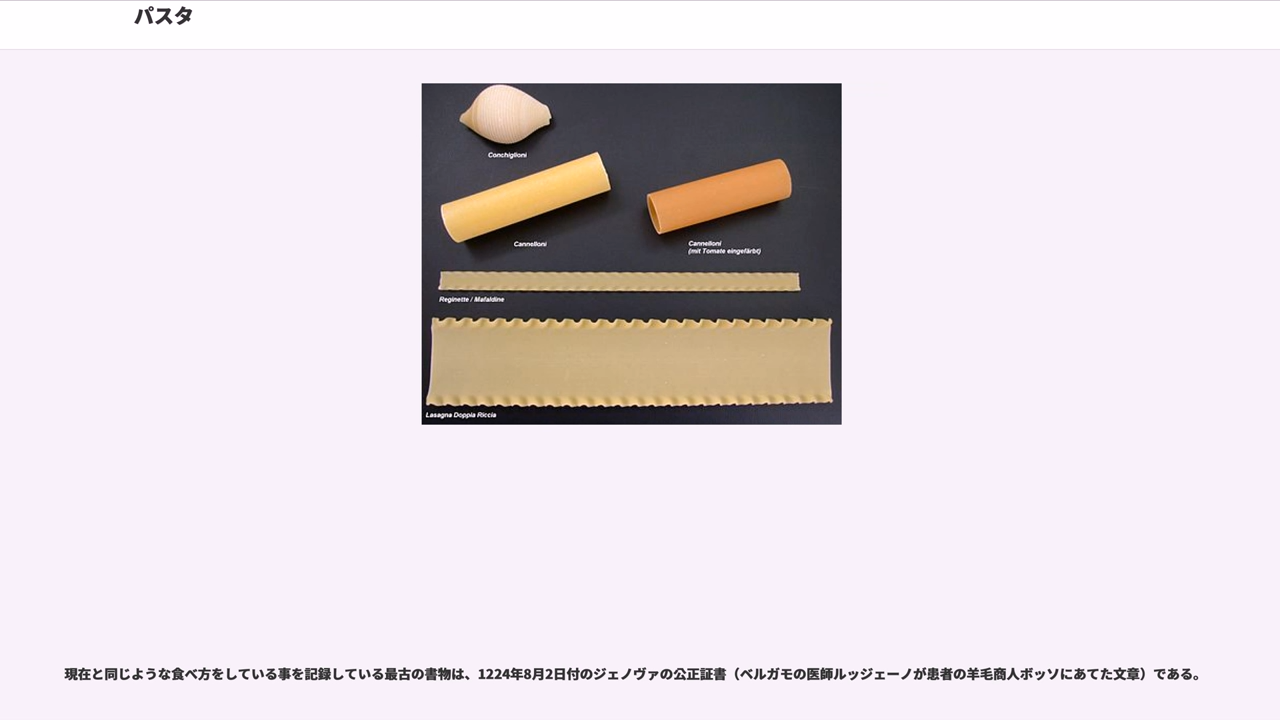 パスタ
Conchiglioni
Cannelloni
Cannelloni
(mit Tomate eingefärbt)
Reginette / Mafaldine
Lasagna Doppia Riccia
現在と同じような食べ方をしている事を記録している最古の書物は、1224年8月2日付のジェノヴァの公正証書（ベルガモの医師ルッジェーノが患者の羊毛商人ボッソにあてた文章）である。